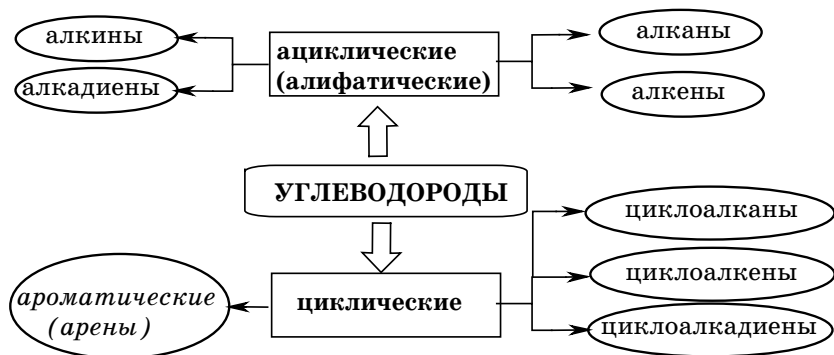 алкины
алкадиены
ациклические
(алифатические)
алканы
алкены
УГЛЕВОДОРОДЫ
ароматические
(арены)
циклические
циклоалканы
циклоалкены
циклоалкадиены